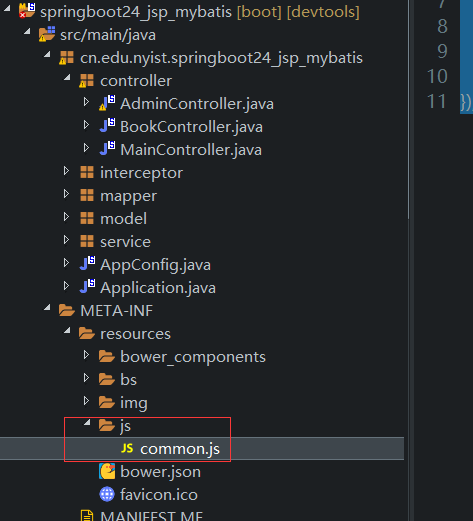 springboot24_jsp_mybatis [boot] [devtools]
src/main/java
cn.edu.nyist.springboot24_jsp_mybatis
controller
AdminController.java
BookController.java
MainController.java
interceptor
mapper
model
service
AppConfig.java
Application.java
META-INF
resources
bower_components
bs
img
js
JS common.js
bower.json
favicon.ico
MANIFEST.MF
7
8
9
10
11 })